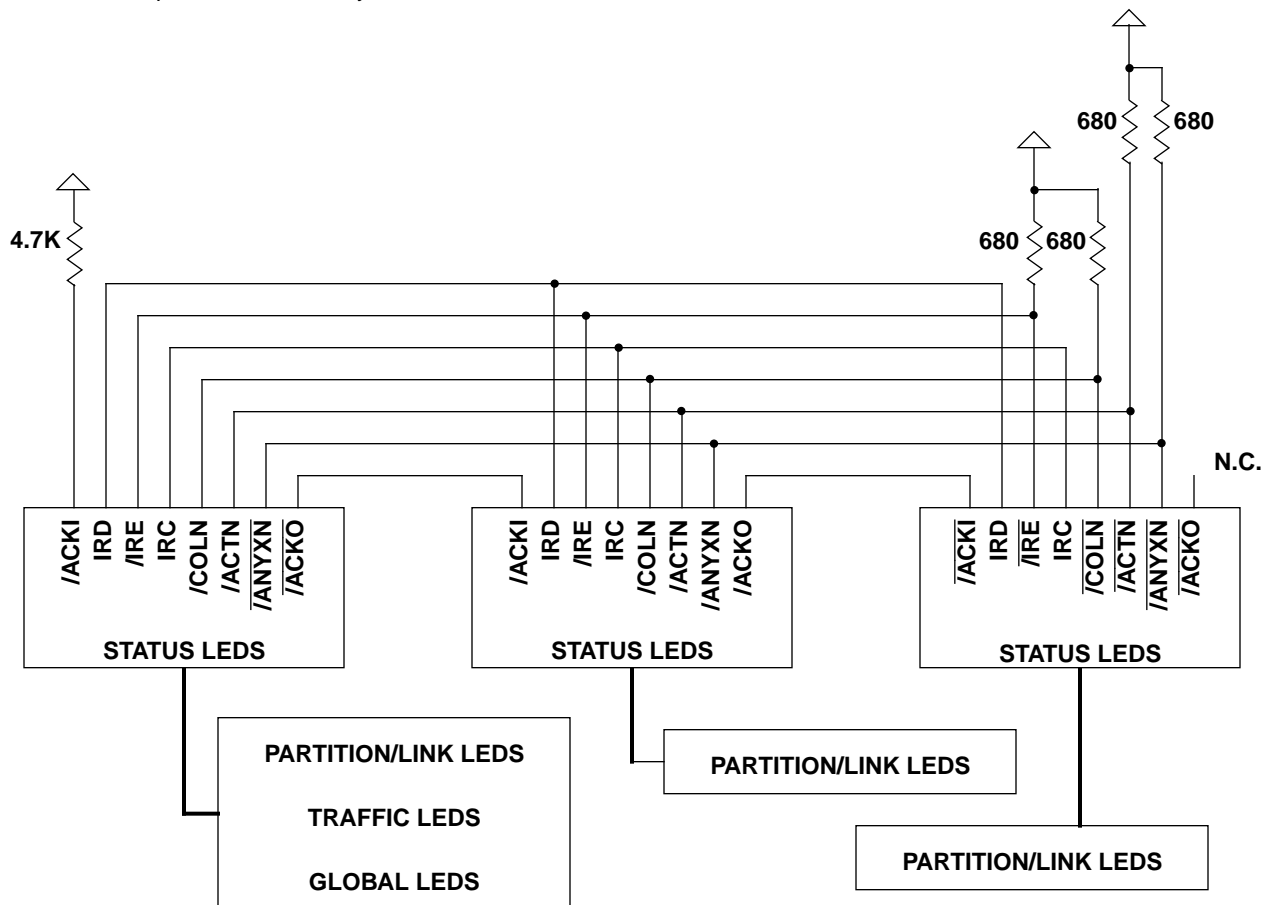 680 680
680 680
4.7K
N.C.
/ACKI IRD /IRE IRC /COLN /ACTN /ANYXN /ACKO
/ACKI IRD /IRE IRC /COLN /ACTN /ANYXN /ACKO
/ACKI IRD /IRE IRC /COLN /ACTN /ANYXN /ACKO
STATUS LEDS
STATUS LEDS
STATUS LEDS
PARTITION/LINK LEDS
TRAFFIC LEDS
GLOBAL LEDS
PARTITION/LINK LEDS
PARTITION/LINK LEDS